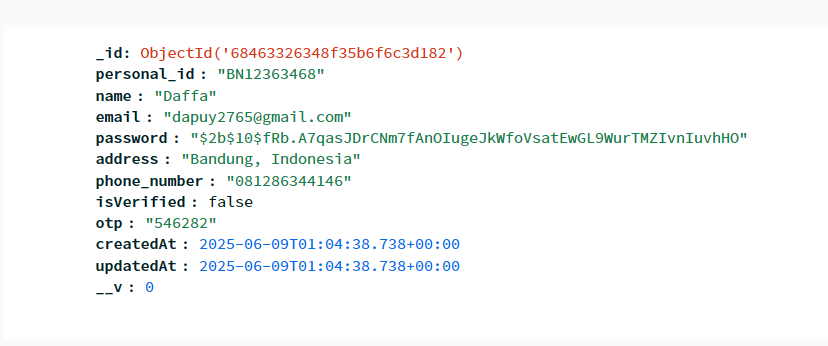 _id: ObjectId('68463326348f35b6f6c3d182')
personal_id : "BN12363468"
name : "Daffa"
email : "dapuy2765@gmail.com"
password : "$2b$10$fRb.A7qasJDrCNm7fAnOIugeJkWfoVsatEwGL9WurTMZIvnIuvhHO"
address : "Bandung, Indonesia"
phone_number : "081286344146"
isVerified : false
otp : "546282"
createdAt : 2025-06-09T01:04:38.738+00:00
updatedAt : 2025-06-09T01:04:38.738+00:00
__v : 0